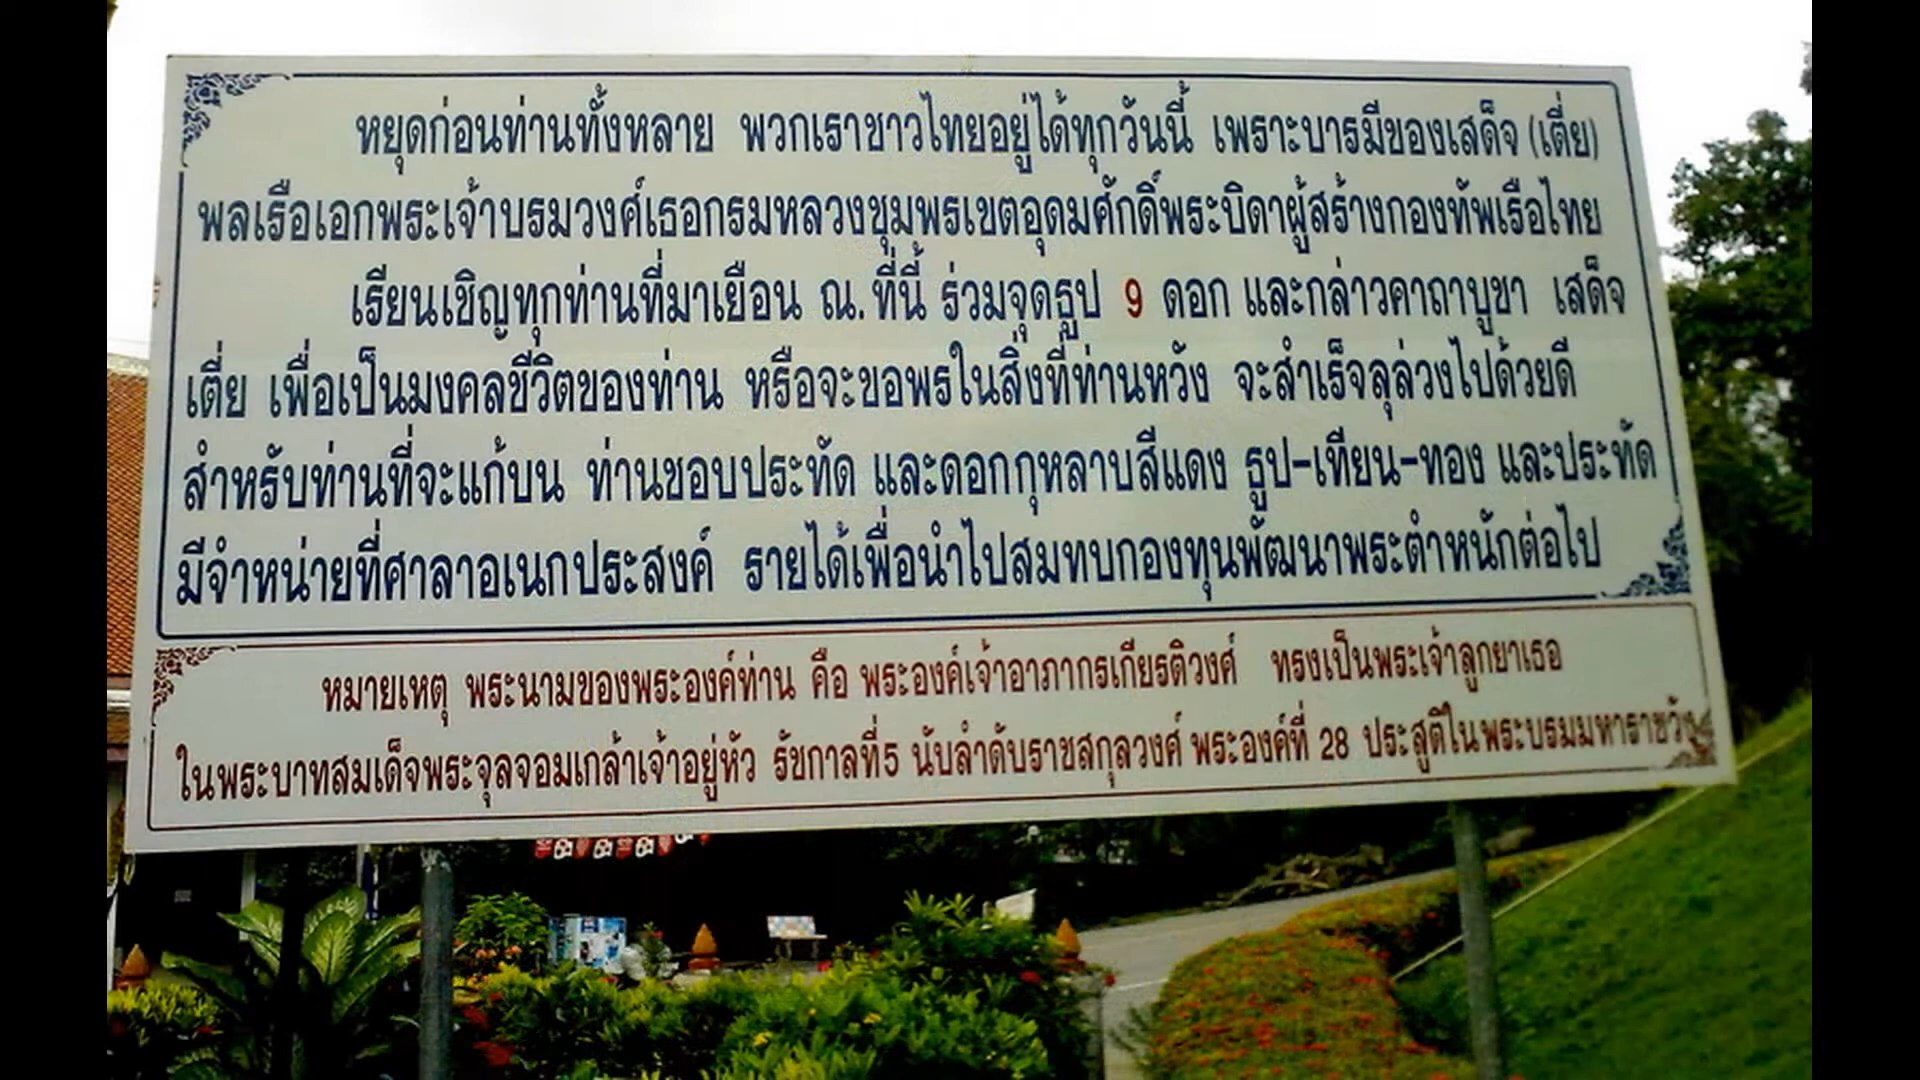 หยุดก่อนท่านทั้งหลาย พวกเราชาวไทยอยู่ได้ทุกวันนี้ เพราะบารมีของเสด็จ (เตี่ย)
พลเรือเอกพระเจ้าบรมวงศ์เธอกรมหลวงชุมพรเขตอุดมศักดิ์พระบิดาผู้สร้างกองทัพเรือไทย
เรียนเชิญทุกท่านที่มาเยือน ณ.ที่นี้ ร่วมจุดธูป 9 ดอก และกล่าวคาถาบูชา เสด็จ
เตี่ย เพื่อเป็นมงคลชีวิตของท่าน หรือจะขอพรในสิ่งที่ท่านหวัง จะสำเร็จลุล่วงไปด้วยดี
สำหรับท่านที่จะแก้บน ท่านชอบประทัด และดอกกุหลาบสีแดง ธูป-เทียน-ทอง และประทัด
มีจำหน่ายที่ศาลาอเนกประสงค์ รายได้เพื่อนำไปสมทบกองทุนพัฒนาพระตำหนักต่อไป
หมายเหตุ พระนามของพระองค์ท่าน คือ พระองค์เจ้าอาภากรเกียรติวงศ์ ทรงเป็นพระเจ้าลูกยาเธอ
ในพระบาทสมเด็จพระจุลจอมเกล้าเจ้าอยู่หัว รัชกาลที่5 นับลำดับราชสกุลวงศ์ พระองค์ที่ 28 ประสูติในพระบรมมหาราชวัง